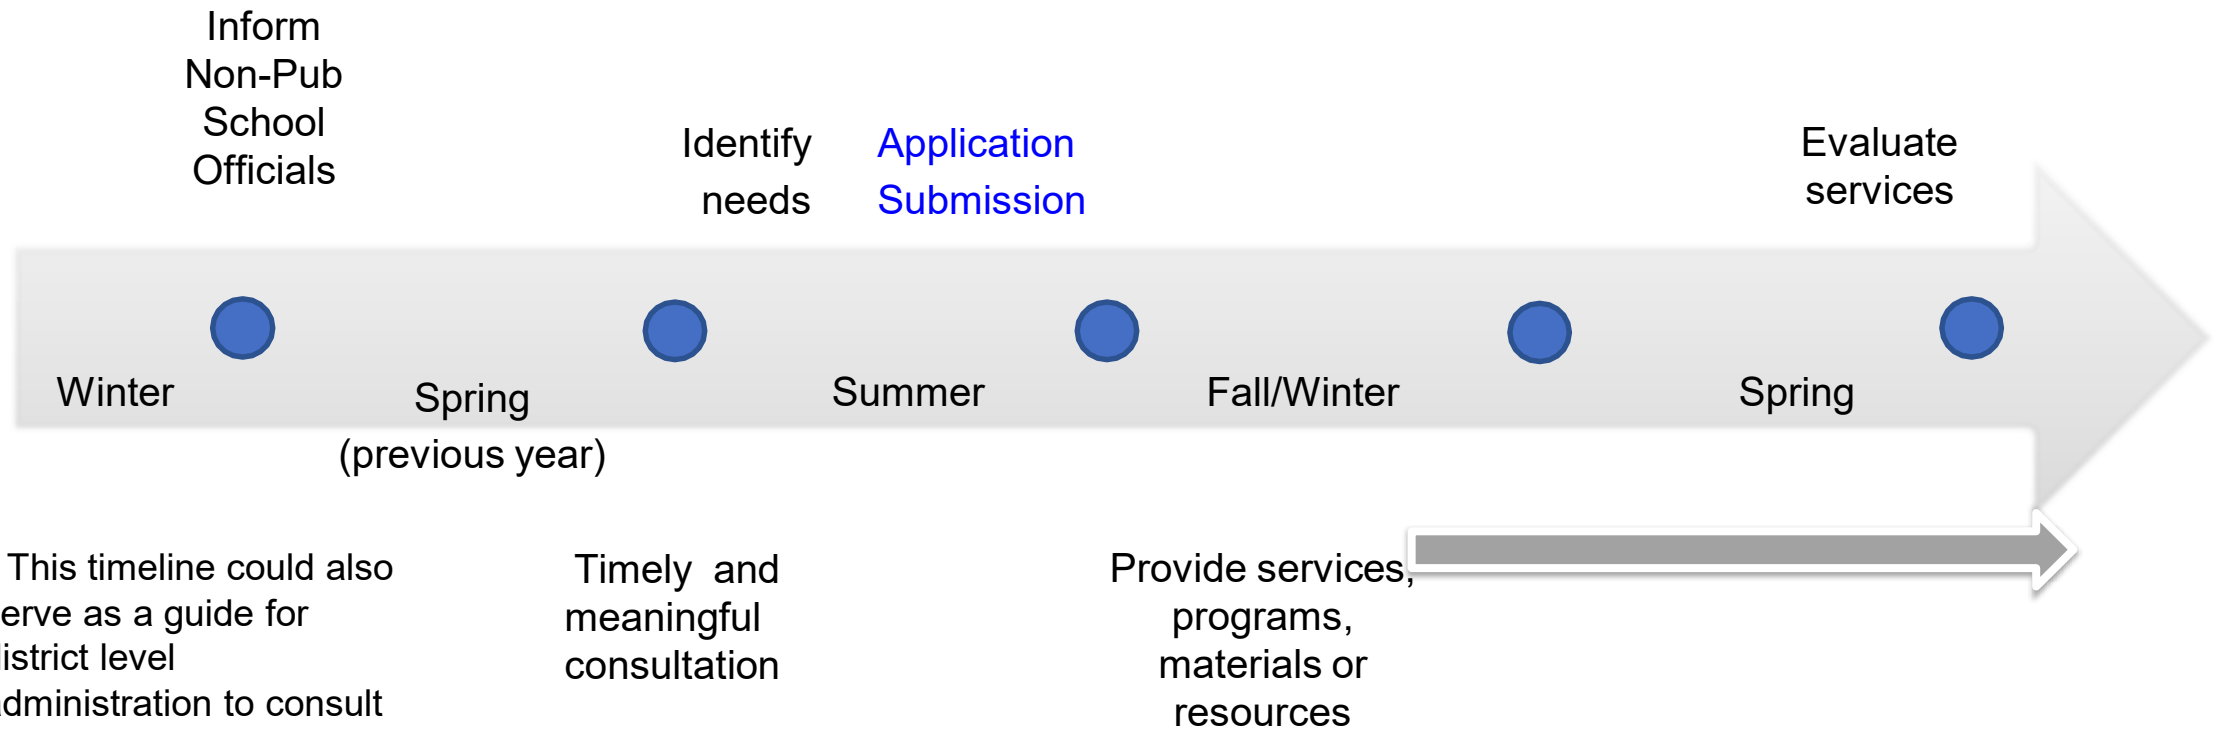 Inform
Non-Pub
School
Officials
Identify
needs
Application
Submission
Evaluate
services
Winter
Spring
(previous year)
Summer
Fall/Winter
Spring
This timeline could also
erve as a guide for
istrict level
dministration to consult
Timely and
meaningful
consultation
Provide services,
programs,
materials or
resources